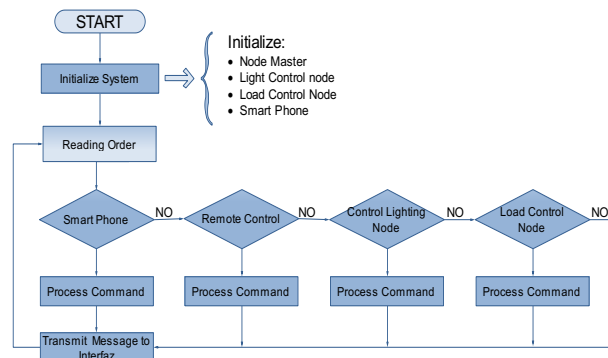 START
Initialize System
Initialize:
• Node Master
• Light Control node
• Load Control Node
• Smart Phone
Reading Order
Smart Phone
NO
Remote Control
NO
Control Lighting
Node
NO
Load Control
Node
NO
Process Command
Process Command
Process Command
Process Command
Transmit Message to
Interfaz